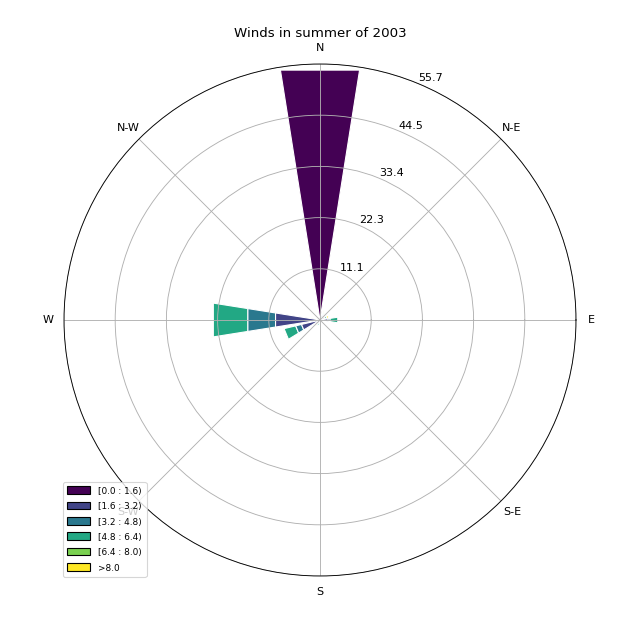 Winds in summer of 2003
N
55.7
N-W
44.5
N-E
33.4
22.3
11.1
W
E
[0.0 : 1.6)
[1.6 : 3.2)
S-W
S-E
[3.2 : 4.8)
[4.8 : 6.4)
[6.4 : 8.0)
>8.0
S